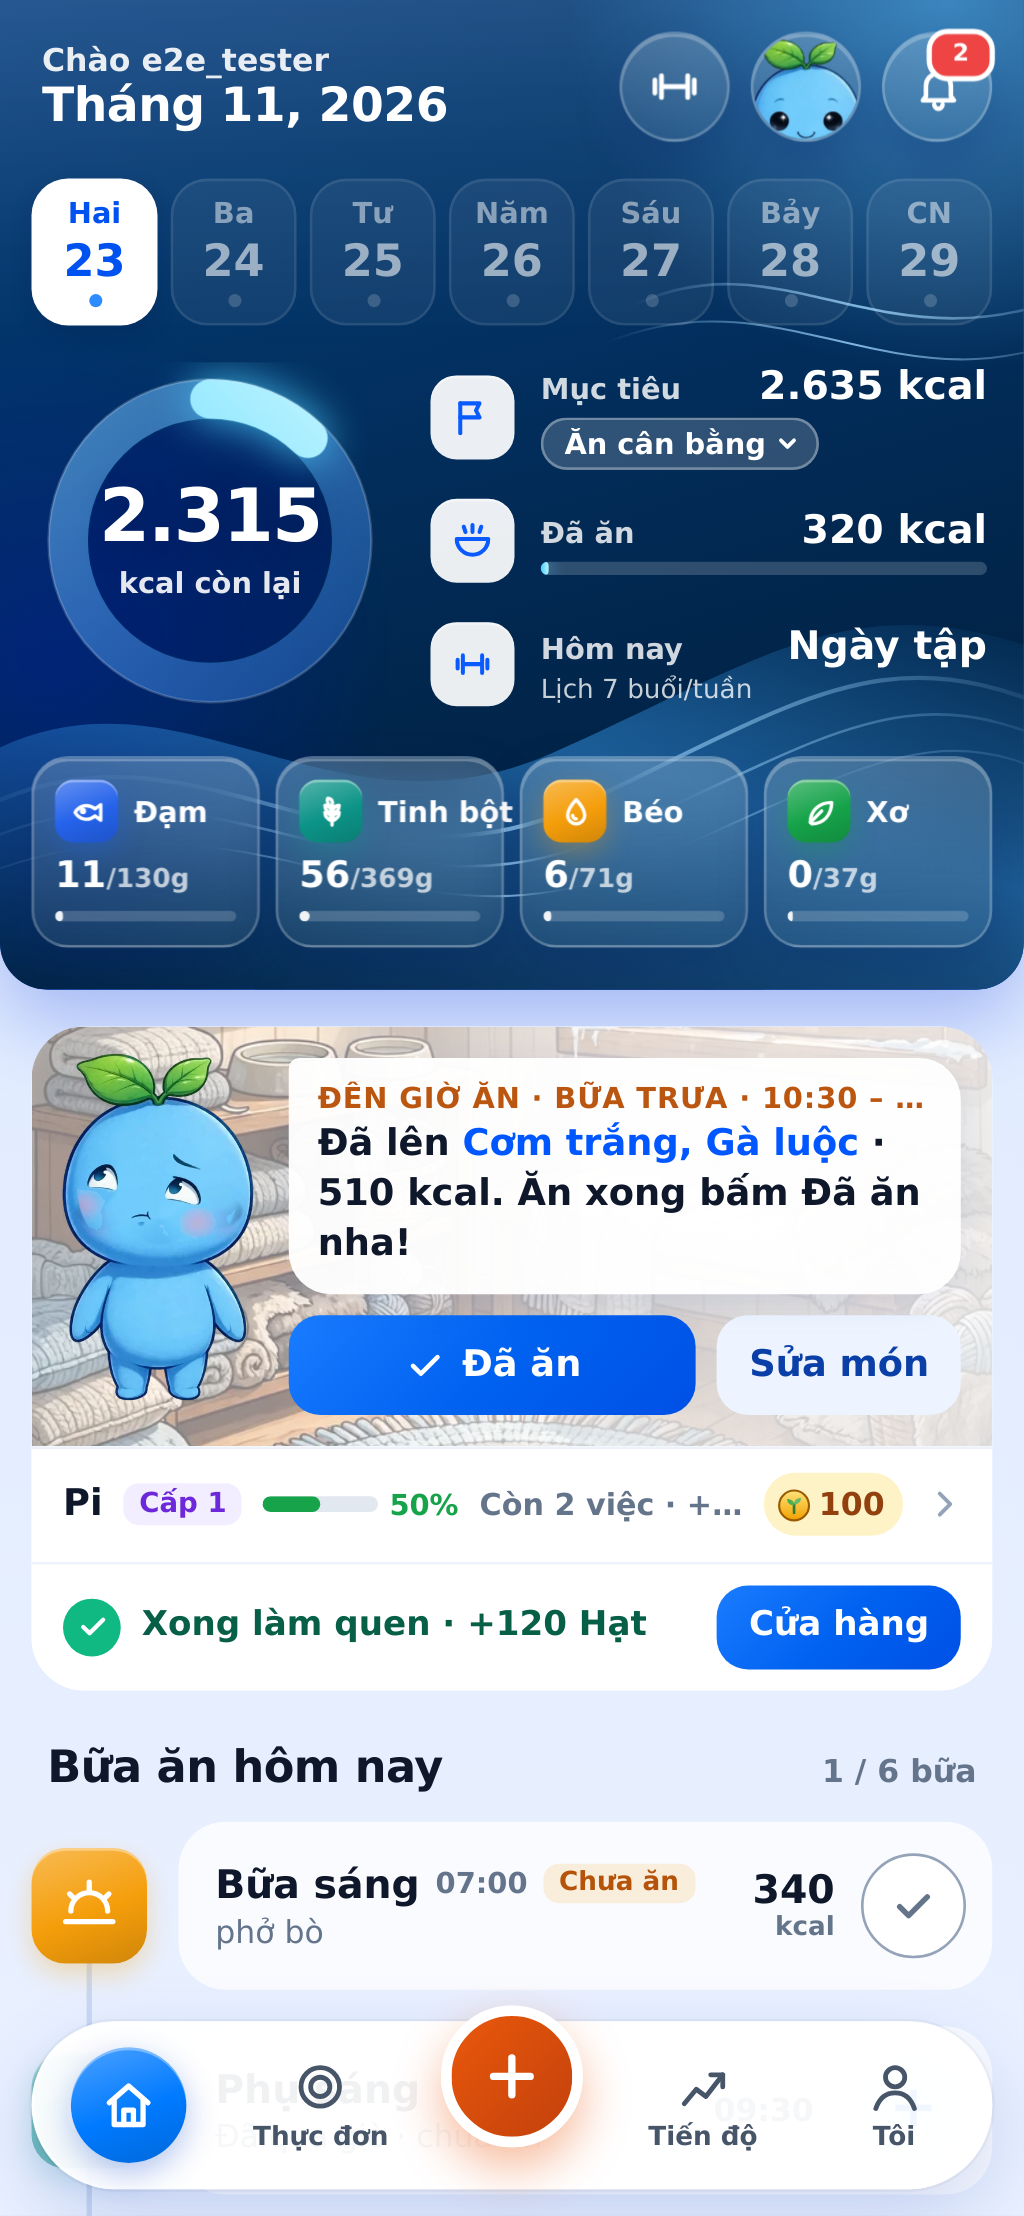 Chào e2e_tester
Tháng 11, 2026
2
Hai
23
Ba
24
Tư
25
Năm
26
Sáu
27
Bảy
28
CN
29
2.315
kcal còn lại
Mục tiêu 2.635 kcal
Ăn cân bằng
Đã ăn 320 kcal
Hôm nay Ngày tập
Lịch 7 buổi/tuần
Đạm
11/130g
Tinh bột
56/369g
Béo
6/71g
Xơ
0/37g
ĐẾN GIỜ ĂN · BỮA TRƯA · 10:30 – …
Đã lên Cơm trắng, Gà luộc ·
510 kcal. Ăn xong bấm Đã ăn
nha!
Đã ăn
Sửa món
Pi Cấp 1 50% Còn 2 việc · +… 100
Xong làm quen · +120 Hạt Cửa hàng
Bữa ăn hôm nay 1 / 6 bữa
Bữa sáng 07:00 Chưa ăn 340
phở bò kcal
09:30
Thực đơn Tiến độ Tôi